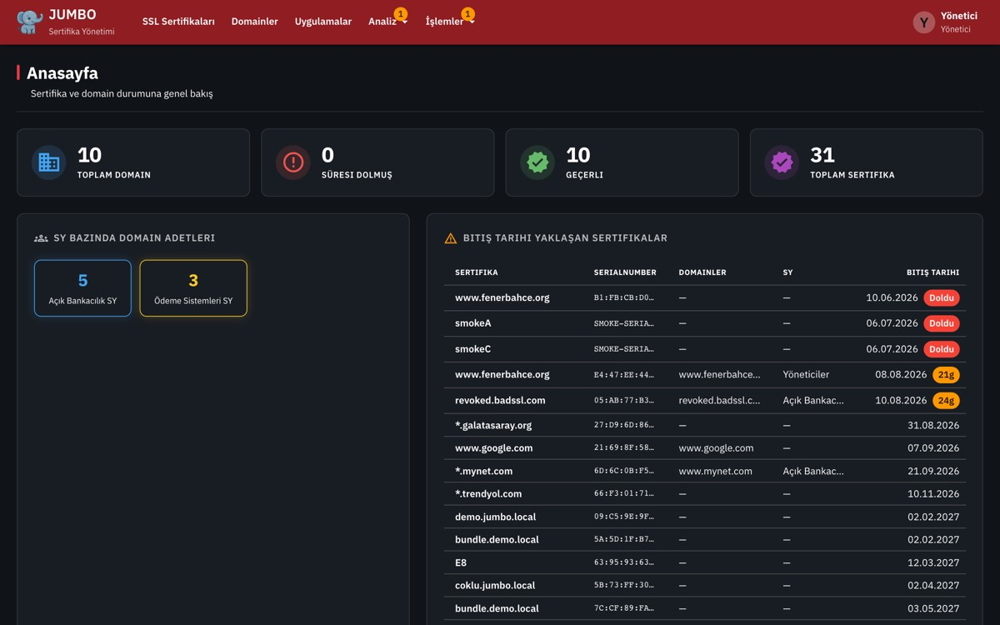 JUMBO
Sertifika Yönetimi
SSL Sertifikaları Domainler Uygulamalar Analiz 1 İşlemler 1
Y Yönetici
Yönetici
Anasayfa
Sertifika ve domain durumuna genel bakış
10
TOPLAM DOMAIN
0
SÜRESI DOLMUŞ
10
GEÇERLI
31
TOPLAM SERTIFIKA
SY BAZINDA DOMAIN ADETLERI
5
Açık Bankacılık SY
3
Ödeme Sistemleri SY
BITIŞ TARIHI YAKLAŞAN SERTIFIKALAR
SERTIFIKA SERIALNUMBER DOMAINLER SY BITIŞ TARIHI
www.fenerbahce.org B1:FB:CB:D0… — — 10.06.2026 Doldu
smokeA SMOKE-SERIA… — — 06.07.2026 Doldu
smokeC SMOKE-SERIA… — — 06.07.2026 Doldu
www.fenerbahce.org E4:47:EE:44… www.fenerbahce... Yöneticiler 08.08.2026 21g
revoked.badssl.com 05:AB:77:B3… revoked.badssl.c... Açık Bankac... 10.08.2026 24g
*.galatasaray.org 27:D9:6D:86… — — 31.08.2026
www.google.com 21:69:8F:58… www.google.com — 07.09.2026
*.mynet.com 6D:6C:0B:F5… www.mynet.com Açık Bankac... 21.09.2026
*.trendyol.com 66:F3:01:71… — — 10.11.2026
demo.jumbo.local 09:C5:9E:9F… — — 02.02.2027
bundle.demo.local 5A:5D:1F:B7… — — 02.02.2027
E8 63:95:93:63… — — 12.03.2027
coklu.jumbo.local 5B:73:FF:30… — — 02.04.2027
bundle.demo.local 7C:CF:89:FA… — — 03.05.2027